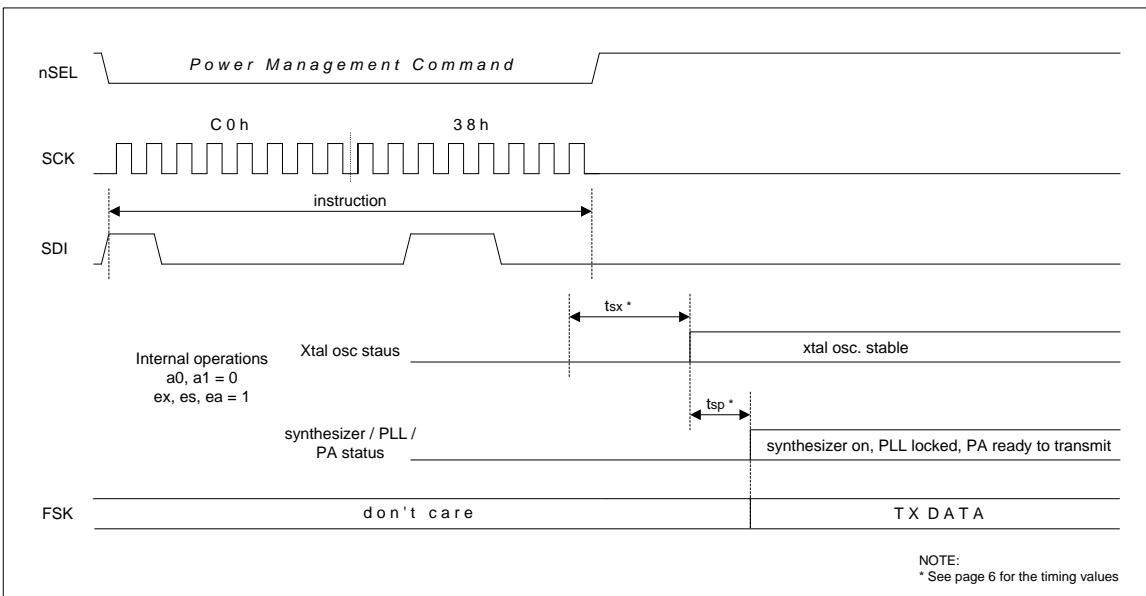 nSEL
Power Management Command
C0h
38h
SCK
instruction
SDI
tsx *
Xtal osc staus
xtal osc. stable
Internal operations
a0, a1 = 0
ex, es, ea = 1
tsp *
synthesizer / PLL /
PA status
synthesizer on, PLL locked, PA ready to transmit
FSK
don't care
TX DATA
NOTE:
* See page 6 for the timing values